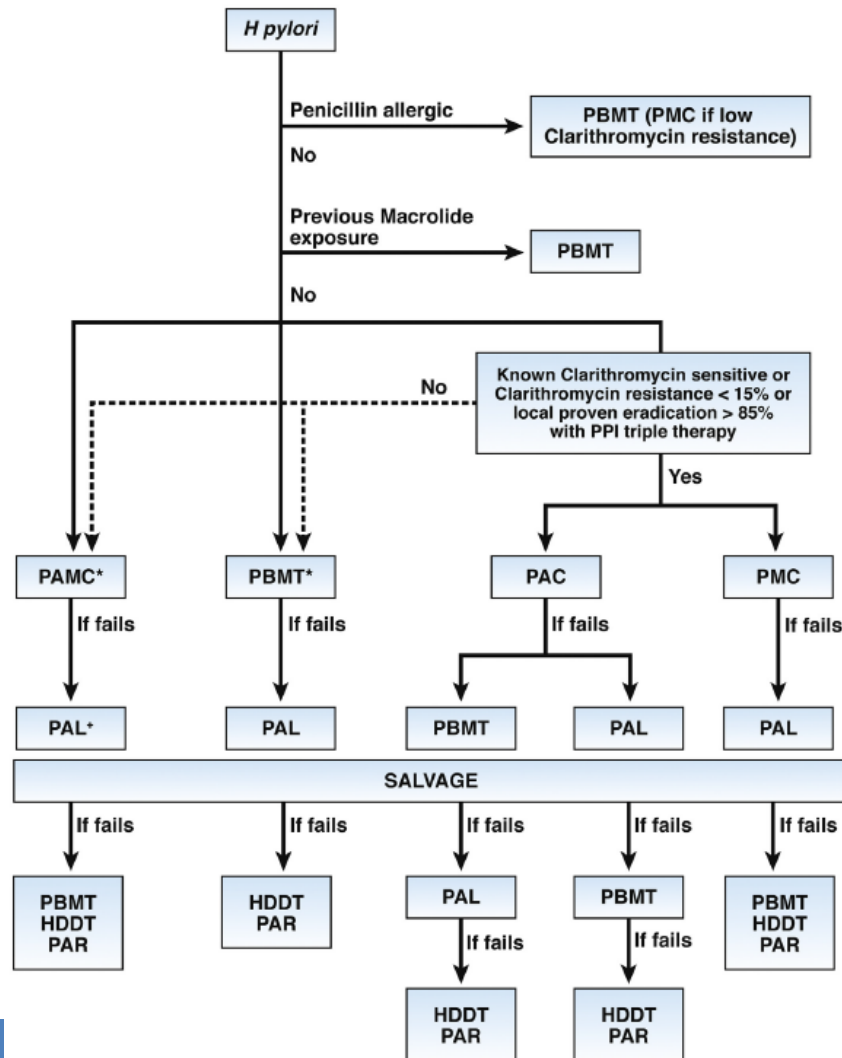 H pylori
Penicillin allergic
PBMT (PMC if low
Clarithromycin resistance)
No
Previous Macrolide
exposure
PBMT
No
Known Clarithromycin sensitive or
Clarithromycin resistance < 15% or
local proven eradication > 85%
with PPI triple therapy
No
Yes
PAMC*
PBMT*
PAC
PMC
If fails
If fails
If fails
If fails
PAL+
PAL
PBMT
PAL
PAL
SALVAGE
If fails
If fails
If fails
If fails
If fails
PBMT
HDDT
PAR
HDDT
PAR
PAL
PBMT
PBMT
HDDT
PAR
If fails
If fails
HDDT
PAR
HDDT
PAR